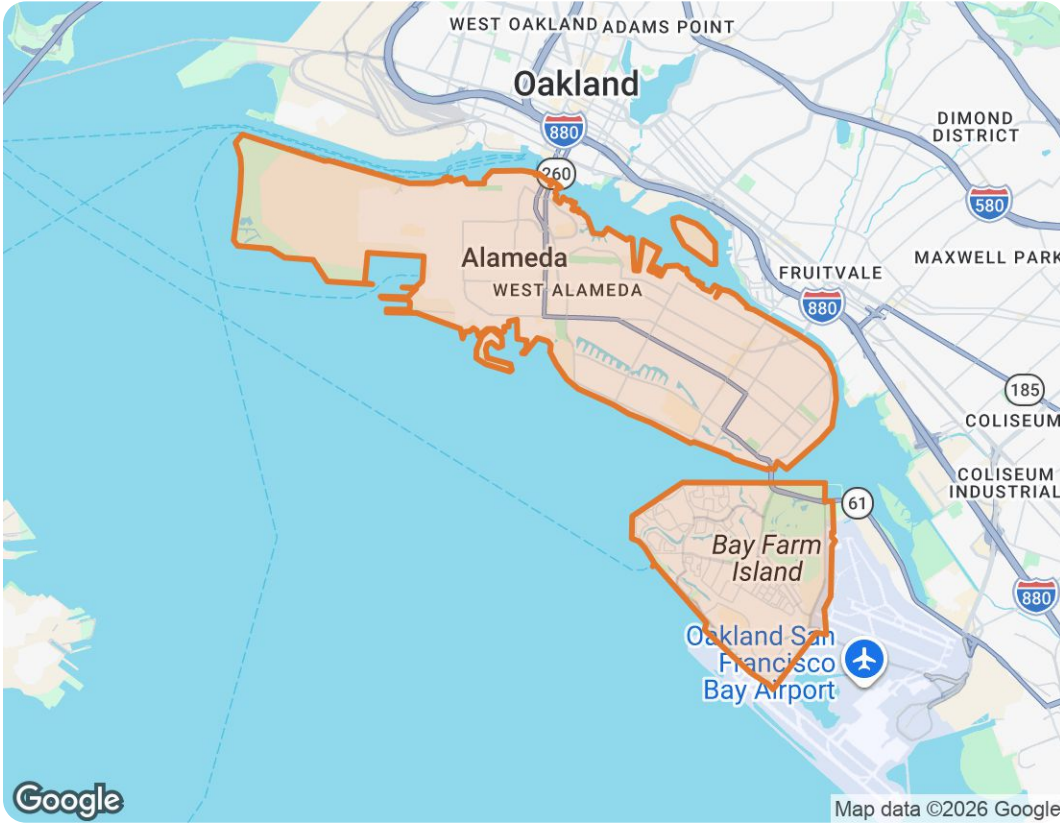 WEST OAKLAND
ADAMS POINT
Oakland
DIMOND
DISTRICT
880
260
580
Alameda
WEST ALAMEDA
FRUITVALE
MAXWELL PARK
880
185
COLISEUM
COLISEUM
INDUSTRIAL
61
Bay Farm
Island
880
Oakland San
Francisco
Bay Airport
Google
Map data ©2026 Google